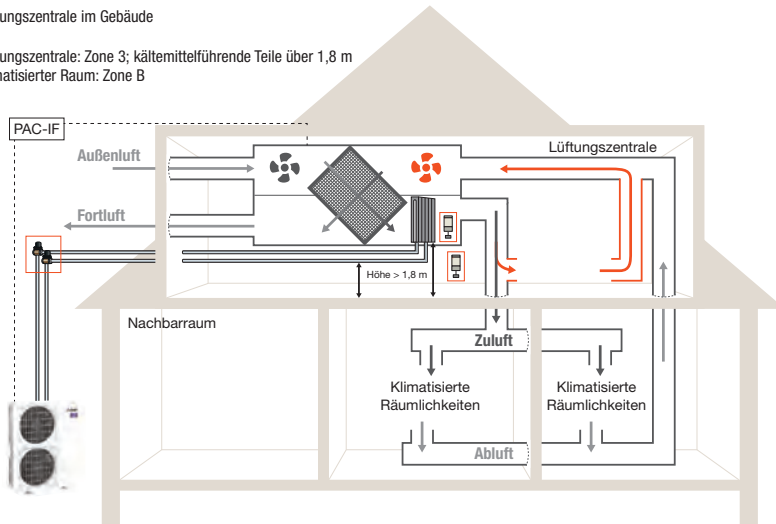 ungszentrale im Gebäude
ungszentrale: Zone 3; kältemittelführende Teile über 1,8 m
matisierter Raum: Zone B
PAC-IF
Außenluft
Lüftungszentrale
Fortluft
Höhe > 1,8 m
Nachbarraum
Zuluft
Klimatisierte
Räumlichkeiten
Klimatisierte
Räumlichkeiten
Abluft